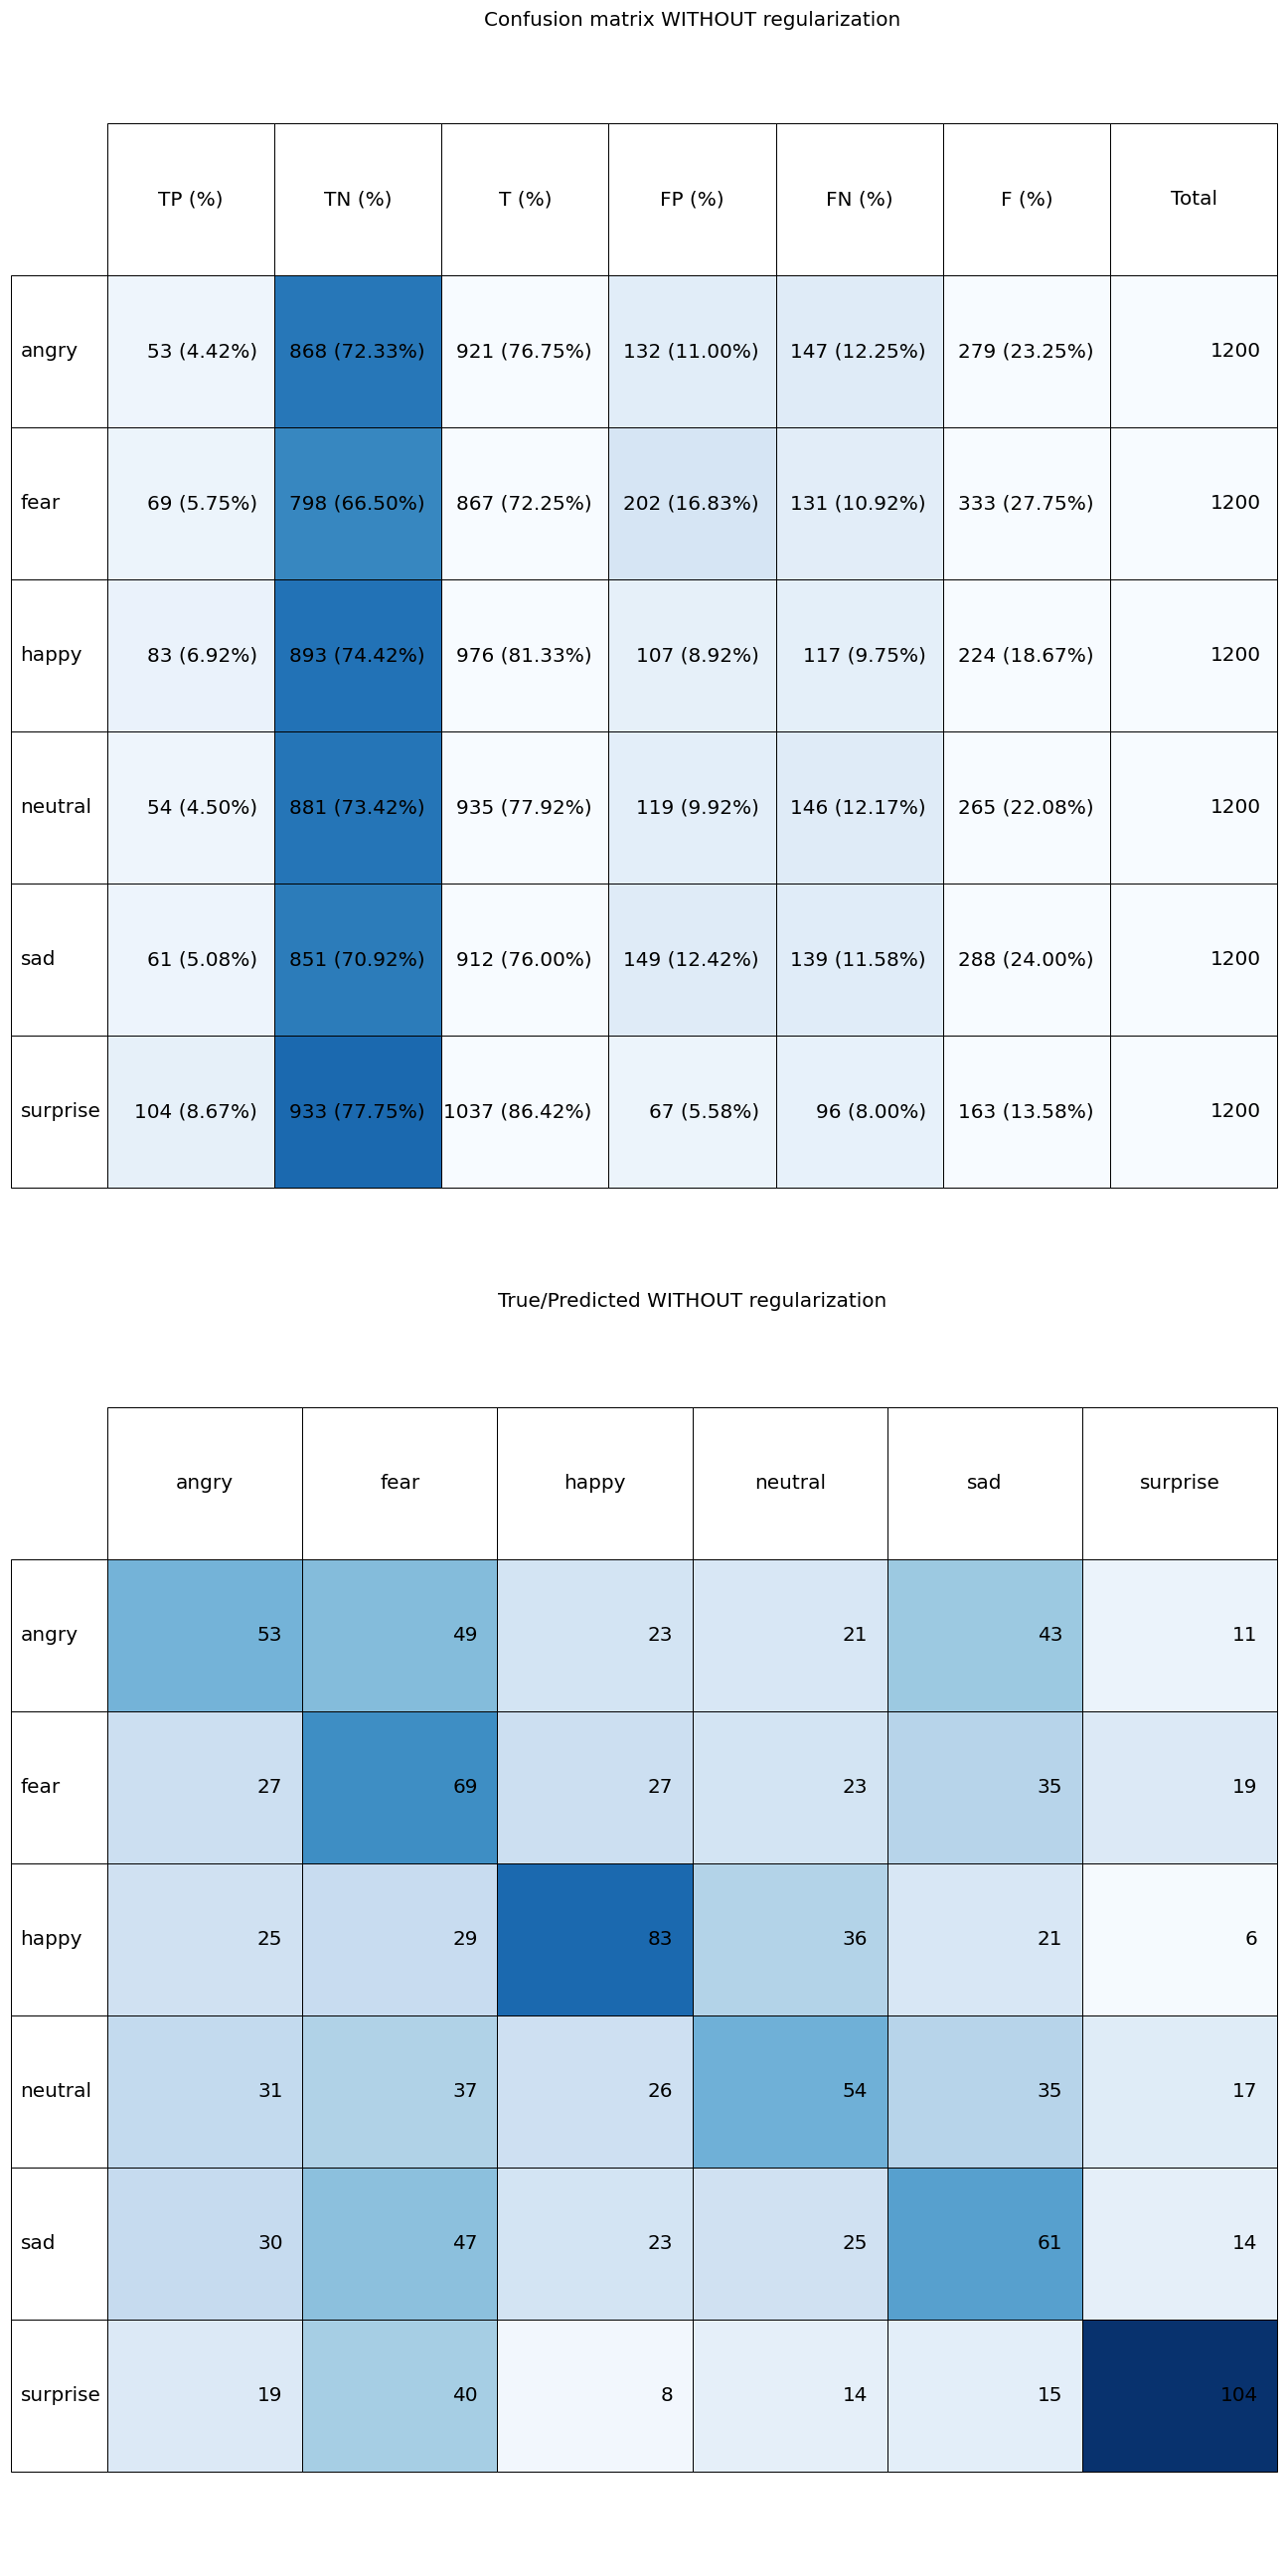 Confusion matrix WITHOUT regularization
TP (%) TN (%) T (%) FP (%) FN (%) F (%) Total
angry 53 (4.42%) 868 (72.33%) 921 (76.75%) 132 (11.00%) 147 (12.25%) 279 (23.25%) 1200
fear 69 (5.75%) 798 (66.50%) 867 (72.25%) 202 (16.83%) 131 (10.92%) 333 (27.75%) 1200
happy 83 (6.92%) 893 (74.42%) 976 (81.33%) 107 (8.92%) 117 (9.75%) 224 (18.67%) 1200
neutral 54 (4.50%) 881 (73.42%) 935 (77.92%) 119 (9.92%) 146 (12.17%) 265 (22.08%) 1200
sad 61 (5.08%) 851 (70.92%) 912 (76.00%) 149 (12.42%) 139 (11.58%) 288 (24.00%) 1200
surprise 104 (8.67%) 933 (77.75%) 1037 (86.42%) 67 (5.58%) 96 (8.00%) 163 (13.58%) 1200
True/Predicted WITHOUT regularization
angry fear happy neutral sad surprise
angry 53 49 23 21 43 11
fear 27 69 27 23 35 19
happy 25 29 83 36 21 6
neutral 31 37 26 54 35 17
sad 30 47 23 25 61 14
surprise 19 40 8 14 15 104